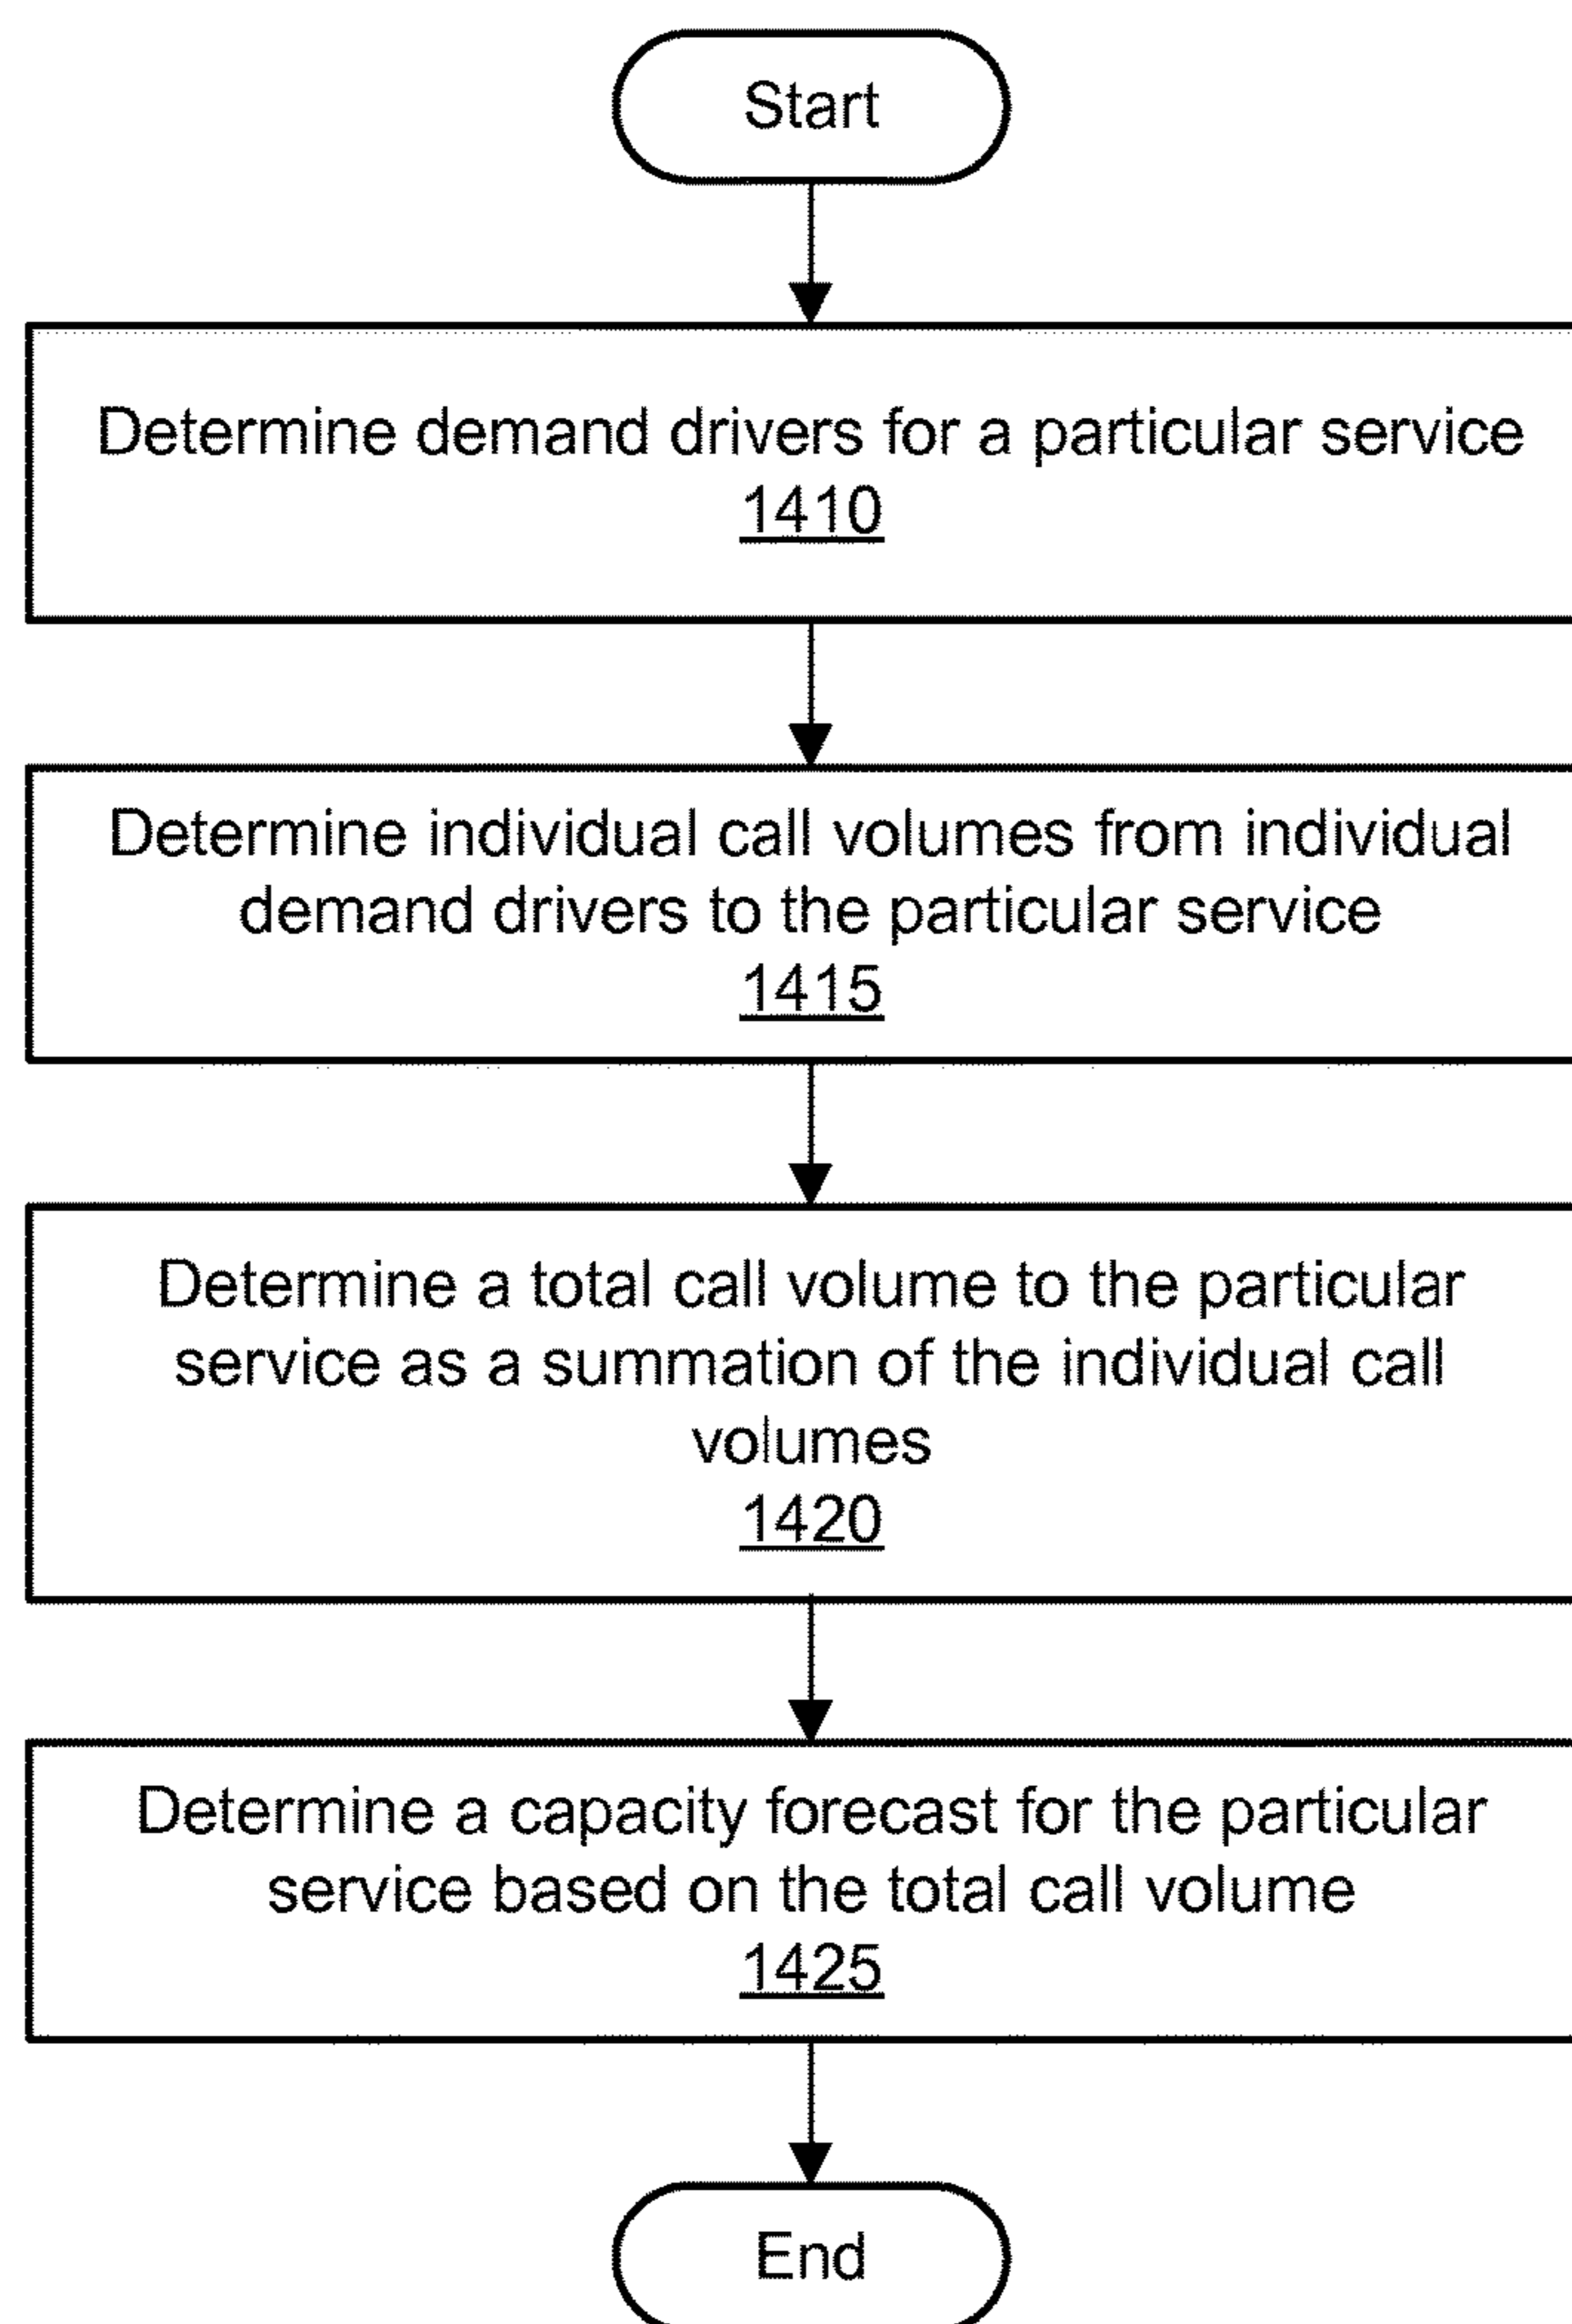 Start
Determine demand drivers for a particular service
1410
Determine individual call volumes from individual
demand drivers to the particular service
1415
Determine a total call volume to the particular
service as a summation of the individual call
volumes
1420
Determine a capacity forecast for the particular
service based on the total call volume
1425
End